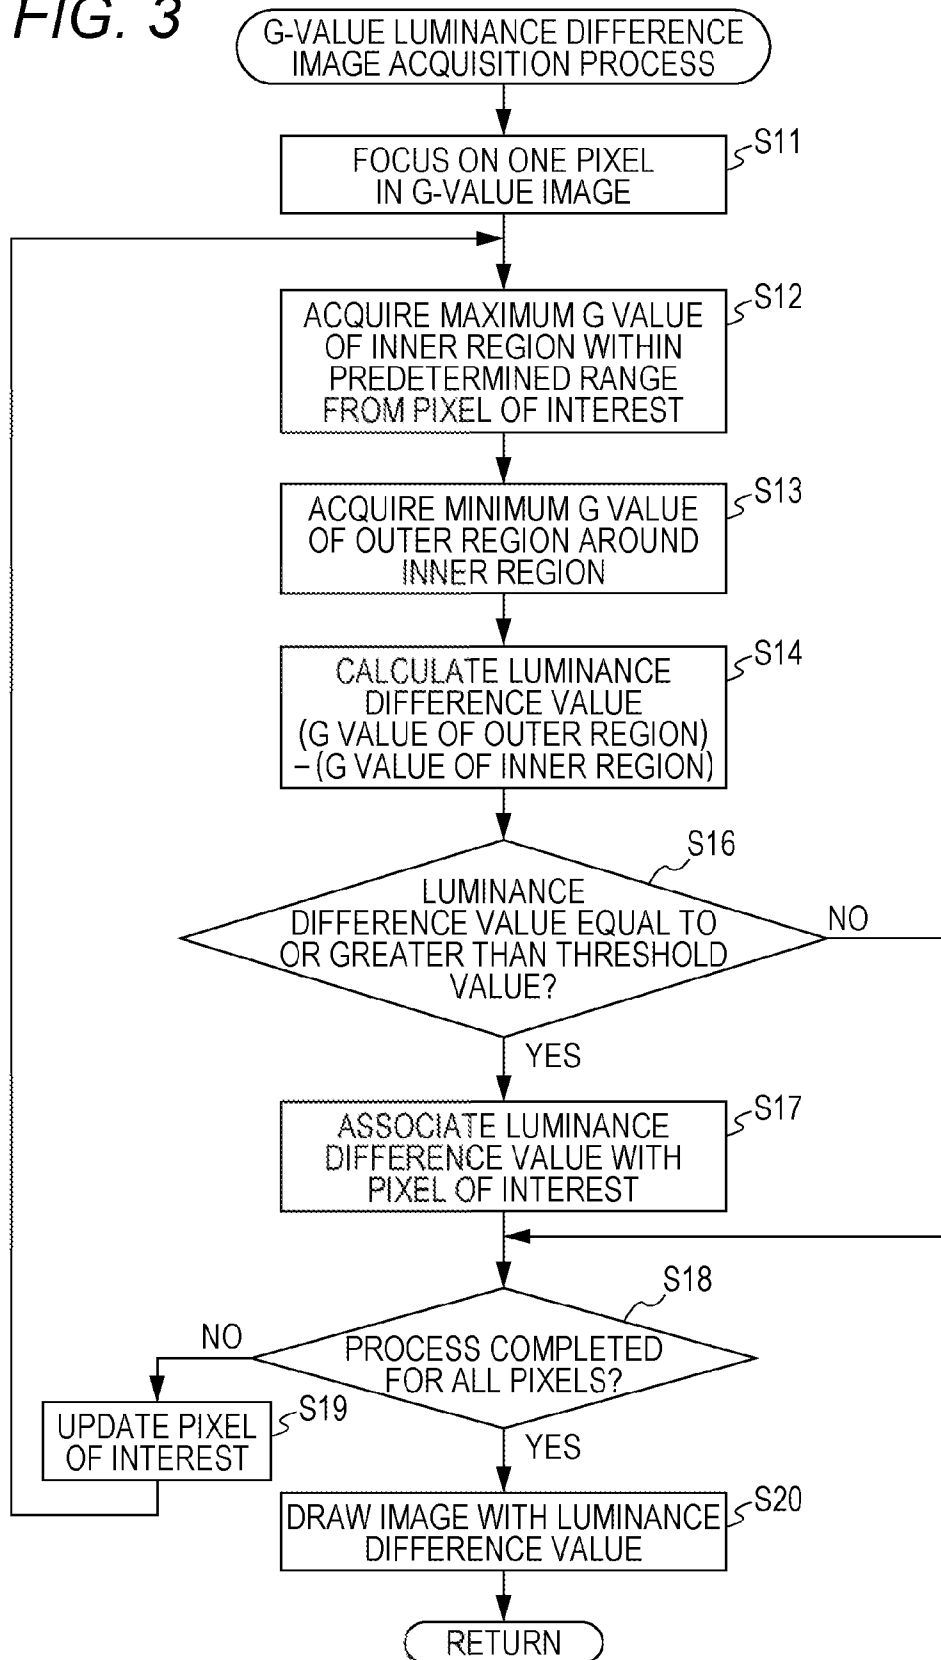 FIG. 3
G-VALUE LUMINANCE DIFFERENCE
IMAGE ACQUISITION PROCESS
S11
FOCUS ON ONE PIXEL
IN G-VALUE IMAGE
S12
ACQUIRE MAXIMUM G VALUE
OF INNER REGION WITHIN
PREDETERMINED RANGE
FROM PIXEL OF INTEREST
S13
ACQUIRE MINIMUM G VALUE
OF OUTER REGION AROUND
INNER REGION
S14
CALCULATE LUMINANCE
DIFFERENCE VALUE
(G VALUE OF OUTER REGION)
– (G VALUE OF INNER REGION)
S16
LUMINANCE
DIFFERENCE VALUE EQUAL TO
OR GREATER THAN THRESHOLD
VALUE?
NO
YES
S17
ASSOCIATE LUMINANCE
DIFFERENCE VALUE WITH
PIXEL OF INTEREST
S18
PROCESS COMPLETED
FOR ALL PIXELS?
NO
S19
UPDATE PIXEL
OF INTEREST
YES
S20
DRAW IMAGE WITH LUMINANCE
DIFFERENCE VALUE
RETURN